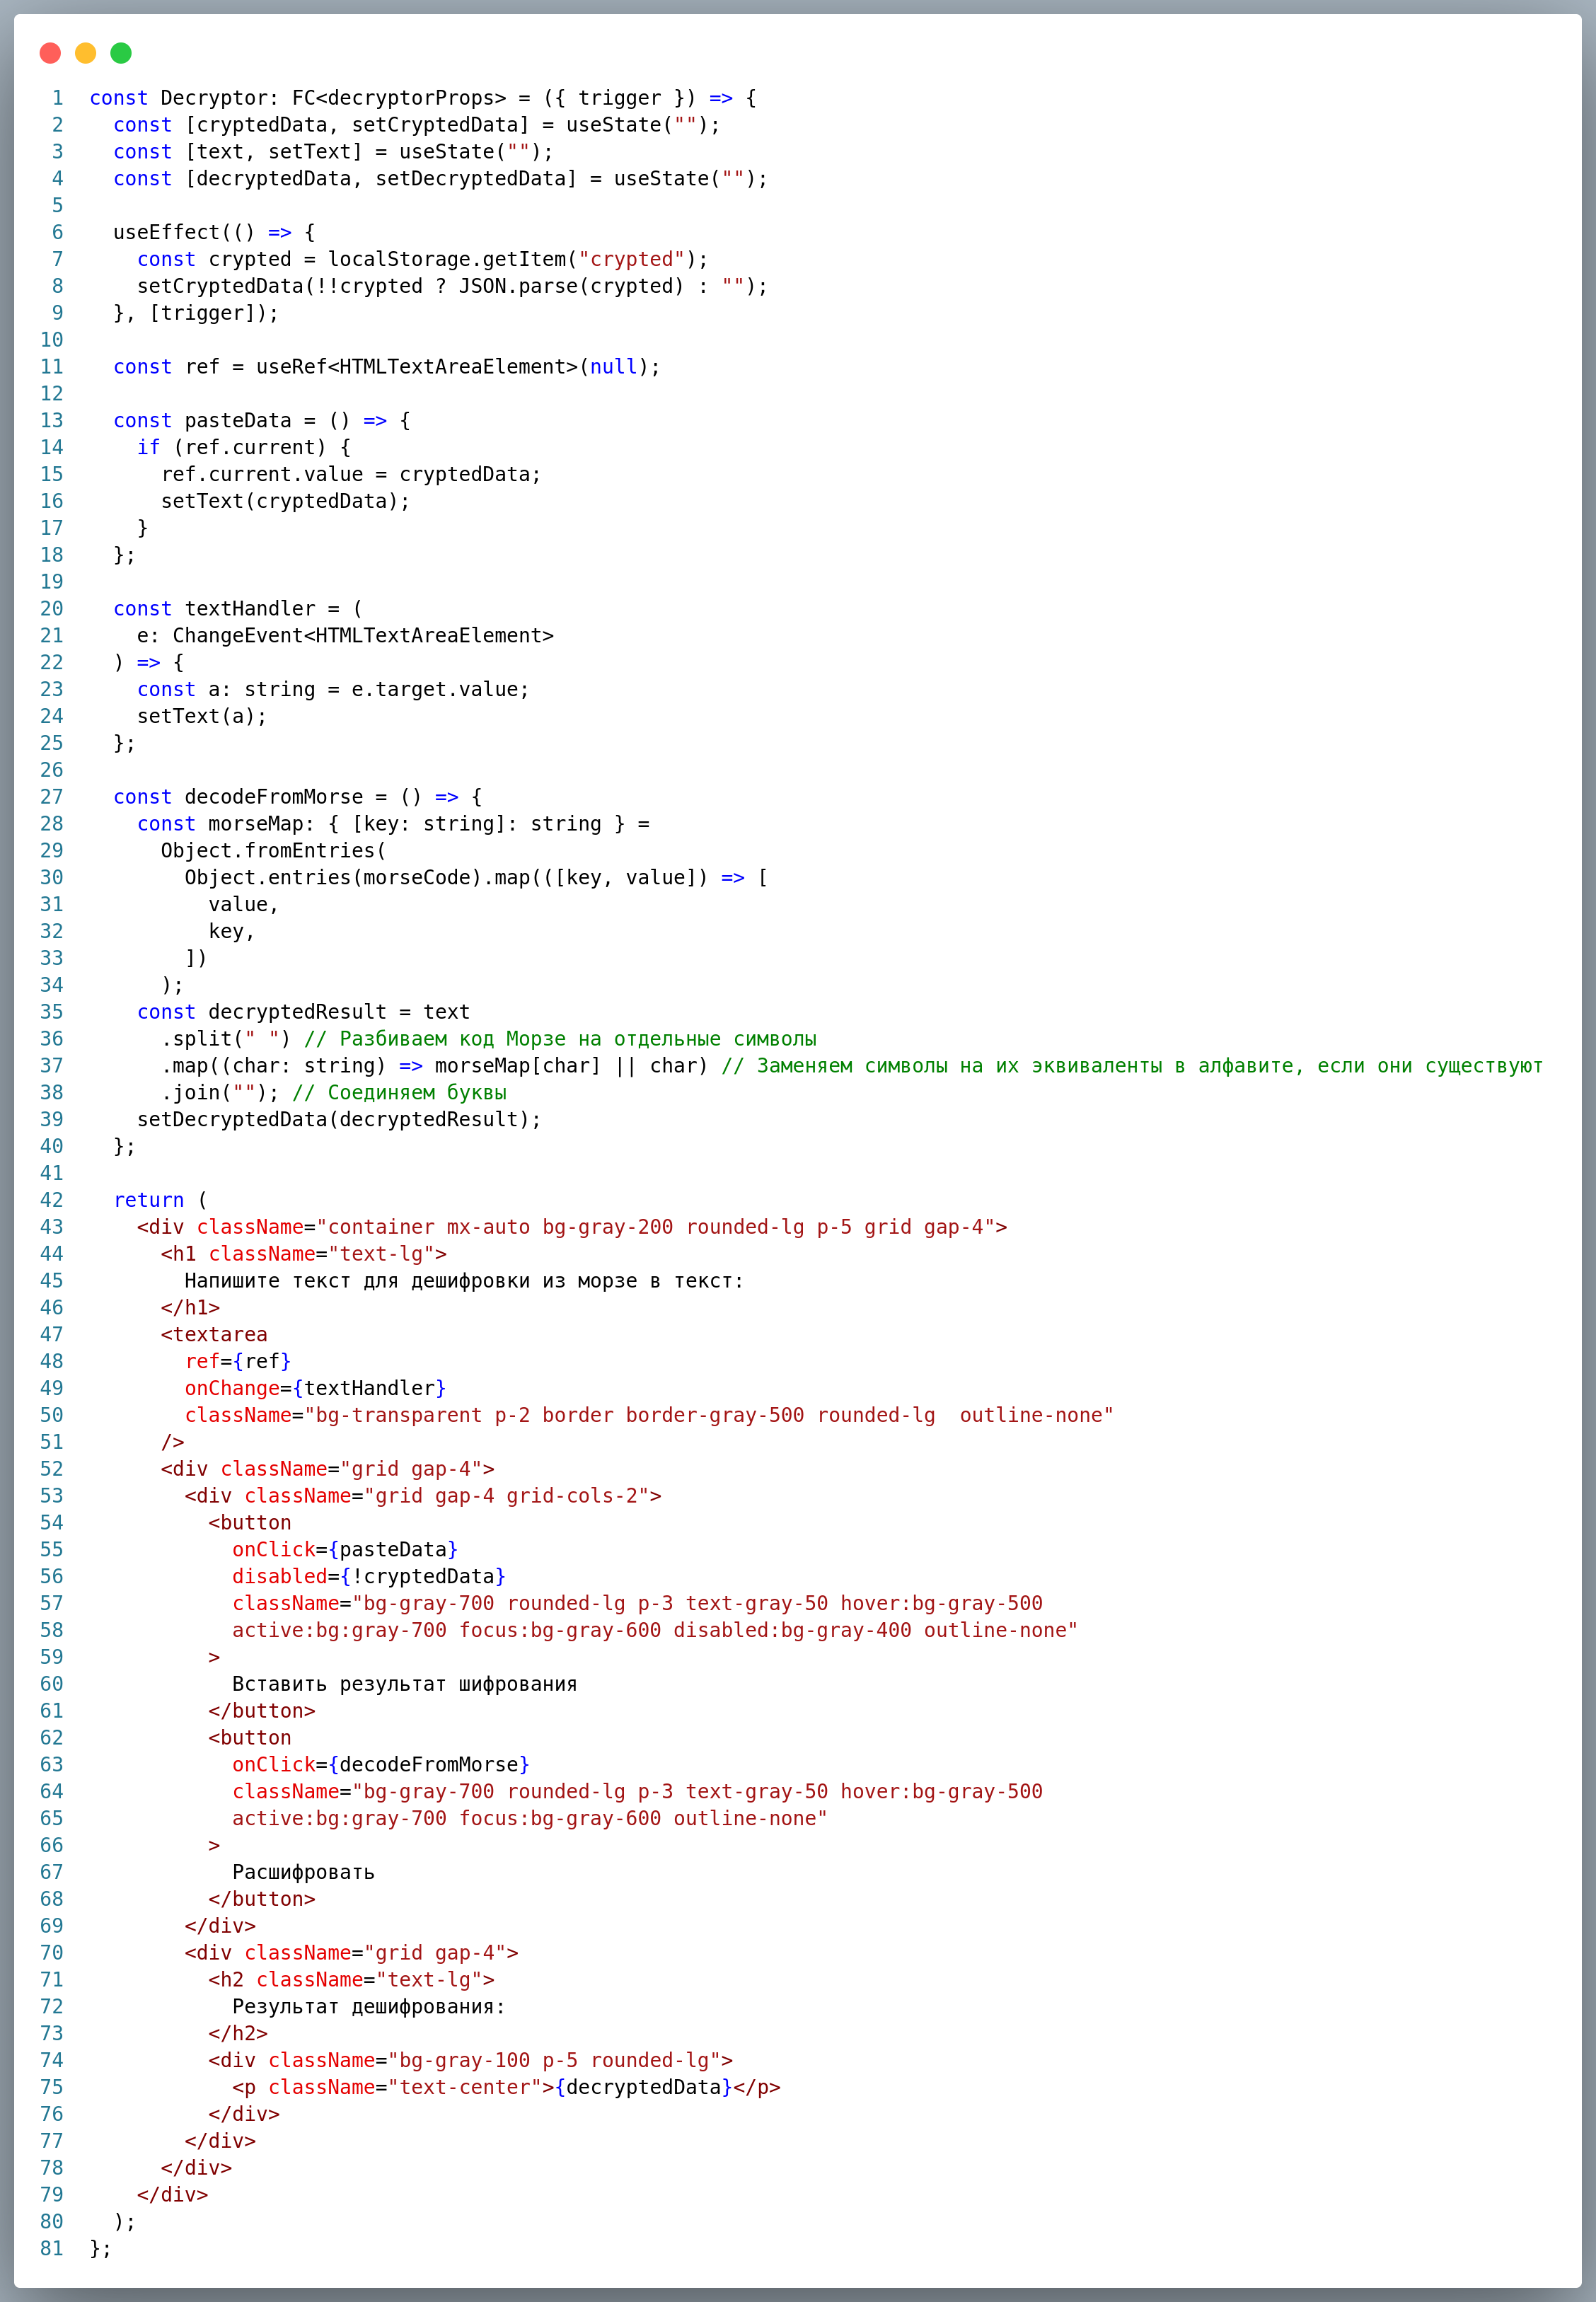 1 const Decryptor: FC<decryptorProps> = ({ trigger }) => {
2   const [cryptedData, setCryptedData] = useState("");
3   const [text, setText] = useState("");
4   const [decryptedData, setDecryptedData] = useState("");
5
6   useEffect(() => {
7     const crypted = localStorage.getItem("crypted");
8     setCryptedData(!!crypted ? JSON.parse(crypted) : "");
9   }, [trigger]);
10
11   const ref = useRef<HTMLTextAreaElement>(null);
12
13   const pasteData = () => {
14     if (ref.current) {
15       ref.current.value = cryptedData;
16       setText(cryptedData);
17     }
18   };
19
20   const textHandler = (
21     e: ChangeEvent<HTMLTextAreaElement>
22   ) => {
23     const a: string = e.target.value;
24     setText(a);
25   };
26
27   const decodeFromMorse = () => {
28     const morseMap: { [key: string]: string } =
29       Object.fromEntries(
30         Object.entries(morseCode).map(([key, value]) => [
31           value,
32           key,
33         ])
34       );
35     const decryptedResult = text
36       .split(" ") // Разбиваем код Морзе на отдельные символы
37       .map((char: string) => morseMap[char] || char) // Заменяем символы на их эквиваленты в алфавите, если они существуют
38       .join(""); // Соединяем буквы
39     setDecryptedData(decryptedResult);
40   };
41
42   return (
43     <div className="container mx-auto bg-gray-200 rounded-lg p-5 grid gap-4">
44       <h1 className="text-lg">
45         Напишите текст для дешифровки из морзе в текст:
46       </h1>
47       <textarea
48         ref={ref}
49         onChange={textHandler}
50         className="bg-transparent p-2 border border-gray-500 rounded-lg  outline-none"
51       />
52       <div className="grid gap-4">
53         <div className="grid gap-4 grid-cols-2">
54           <button
55             onClick={pasteData}
56             disabled={!cryptedData}
57             className="bg-gray-700 rounded-lg p-3 text-gray-50 hover:bg-gray-500
58             active:bg:gray-700 focus:bg-gray-600 disabled:bg-gray-400 outline-none"
59           >
60             Вставить результат шифрования
61           </button>
62           <button
63             onClick={decodeFromMorse}
64             className="bg-gray-700 rounded-lg p-3 text-gray-50 hover:bg-gray-500
65             active:bg:gray-700 focus:bg-gray-600 outline-none"
66           >
67             Расшифровать
68           </button>
69         </div>
70         <div className="grid gap-4">
71           <h2 className="text-lg">
72             Результат дешифрования:
73           </h2>
74           <div className="bg-gray-100 p-5 rounded-lg">
75             <p className="text-center">{decryptedData}</p>
76           </div>
77         </div>
78       </div>
79     </div>
80   );
81 };